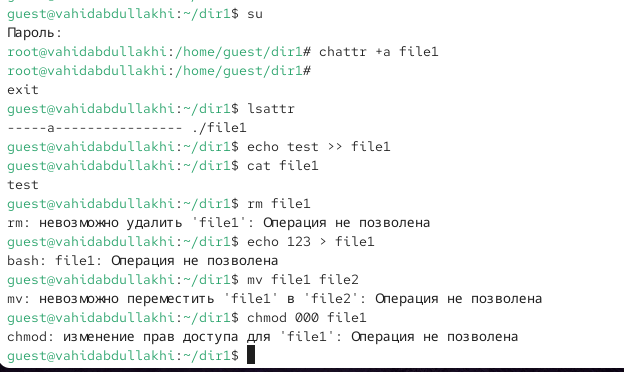 guest@vahidabdullakhi:~/dir1$ su
Пароль:
root@vahidabdullakhi:/home/guest/dir1# chattr +a file1
root@vahidabdullakhi:/home/guest/dir1#
exit
guest@vahidabdullakhi:~/dir1$ lsattr
-----a---------------- ./file1
guest@vahidabdullakhi:~/dir1$ echo test >> file1
guest@vahidabdullakhi:~/dir1$ cat file1
test
guest@vahidabdullakhi:~/dir1$ rm file1
rm: невозможно удалить 'file1': Операция не позволена
guest@vahidabdullakhi:~/dir1$ echo 123 > file1
bash: file1: Операция не позволена
guest@vahidabdullakhi:~/dir1$ mv file1 file2
mv: невозможно переместить 'file1' в 'file2': Операция не позволена
guest@vahidabdullakhi:~/dir1$ chmod 000 file1
chmod: изменение прав доступа для 'file1': Операция не позволена
guest@vahidabdullakhi:~/dir1$